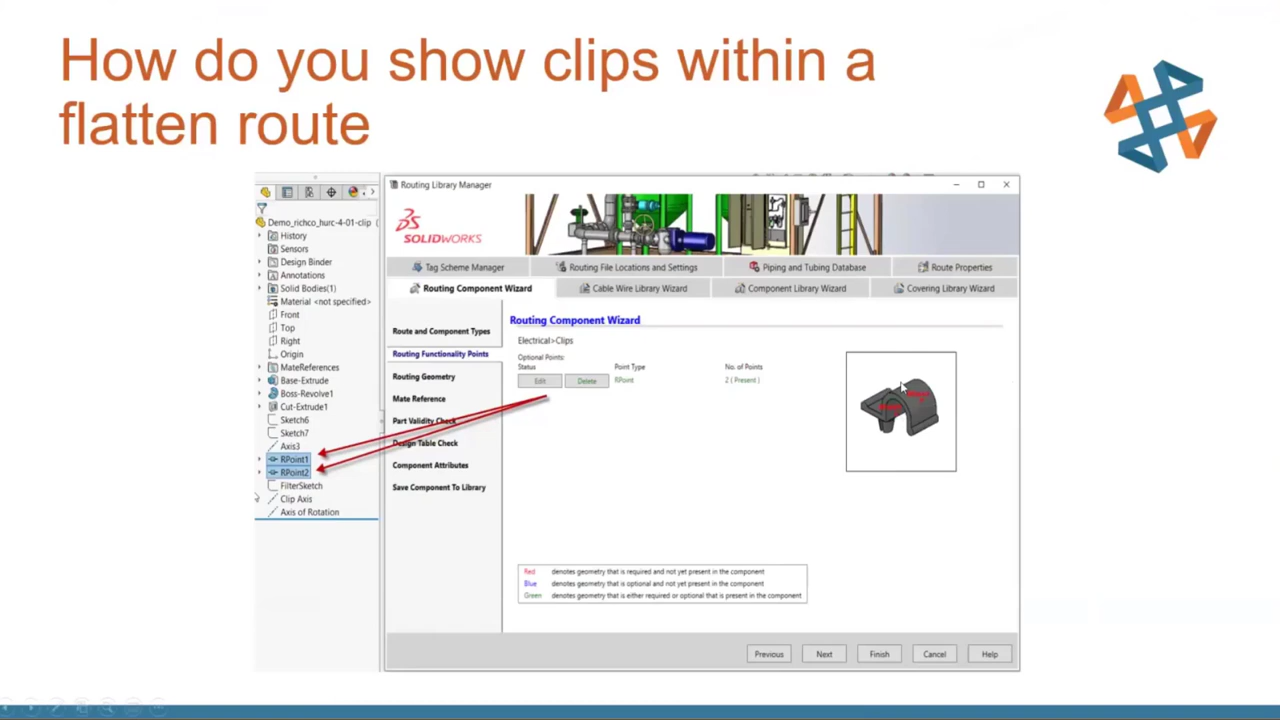 How do you show clips within a
flatten route
Demo_richco_hurc-4-01-clip (
History
Sensors
Design Binder
Annotations
Solid Bodies(1)
Material <not specified>
Front
Top
Right
Origin
MateReferences
Base-Extrude
Boss-Revolve1
Cut-Extrude1
Sketch6
Sketch7
Axis3
RPoint1
RPoint2
FilterSketch
Clip Axis
Axis of Rotation
Routing Library Manager
SOLIDWORKS
Tag Scheme Manager
Routing File Locations and Settings
Piping and Tubing Database
Route Properties
Routing Component Wizard
Cable Wire Library Wizard
Component Library Wizard
Covering Library Wizard
Route and Component Types
Routing Functionality Points
Routing Geometry
Mate Reference
Part Validity Check
Design Table Check
Component Attributes
Save Component To Library
Routing Component Wizard
Electrical>Clips
Optional Points:
Status
Point Type
No. of Points
Edit
Delete
RPoint
2 ( Present )
Red denotes geometry that is required and not yet present in the component
Blue denotes geometry that is optional and not yet present in the component
Green denotes geometry that is either required or optional that is present in the component
Previous
Next
Finish
Cancel
Help